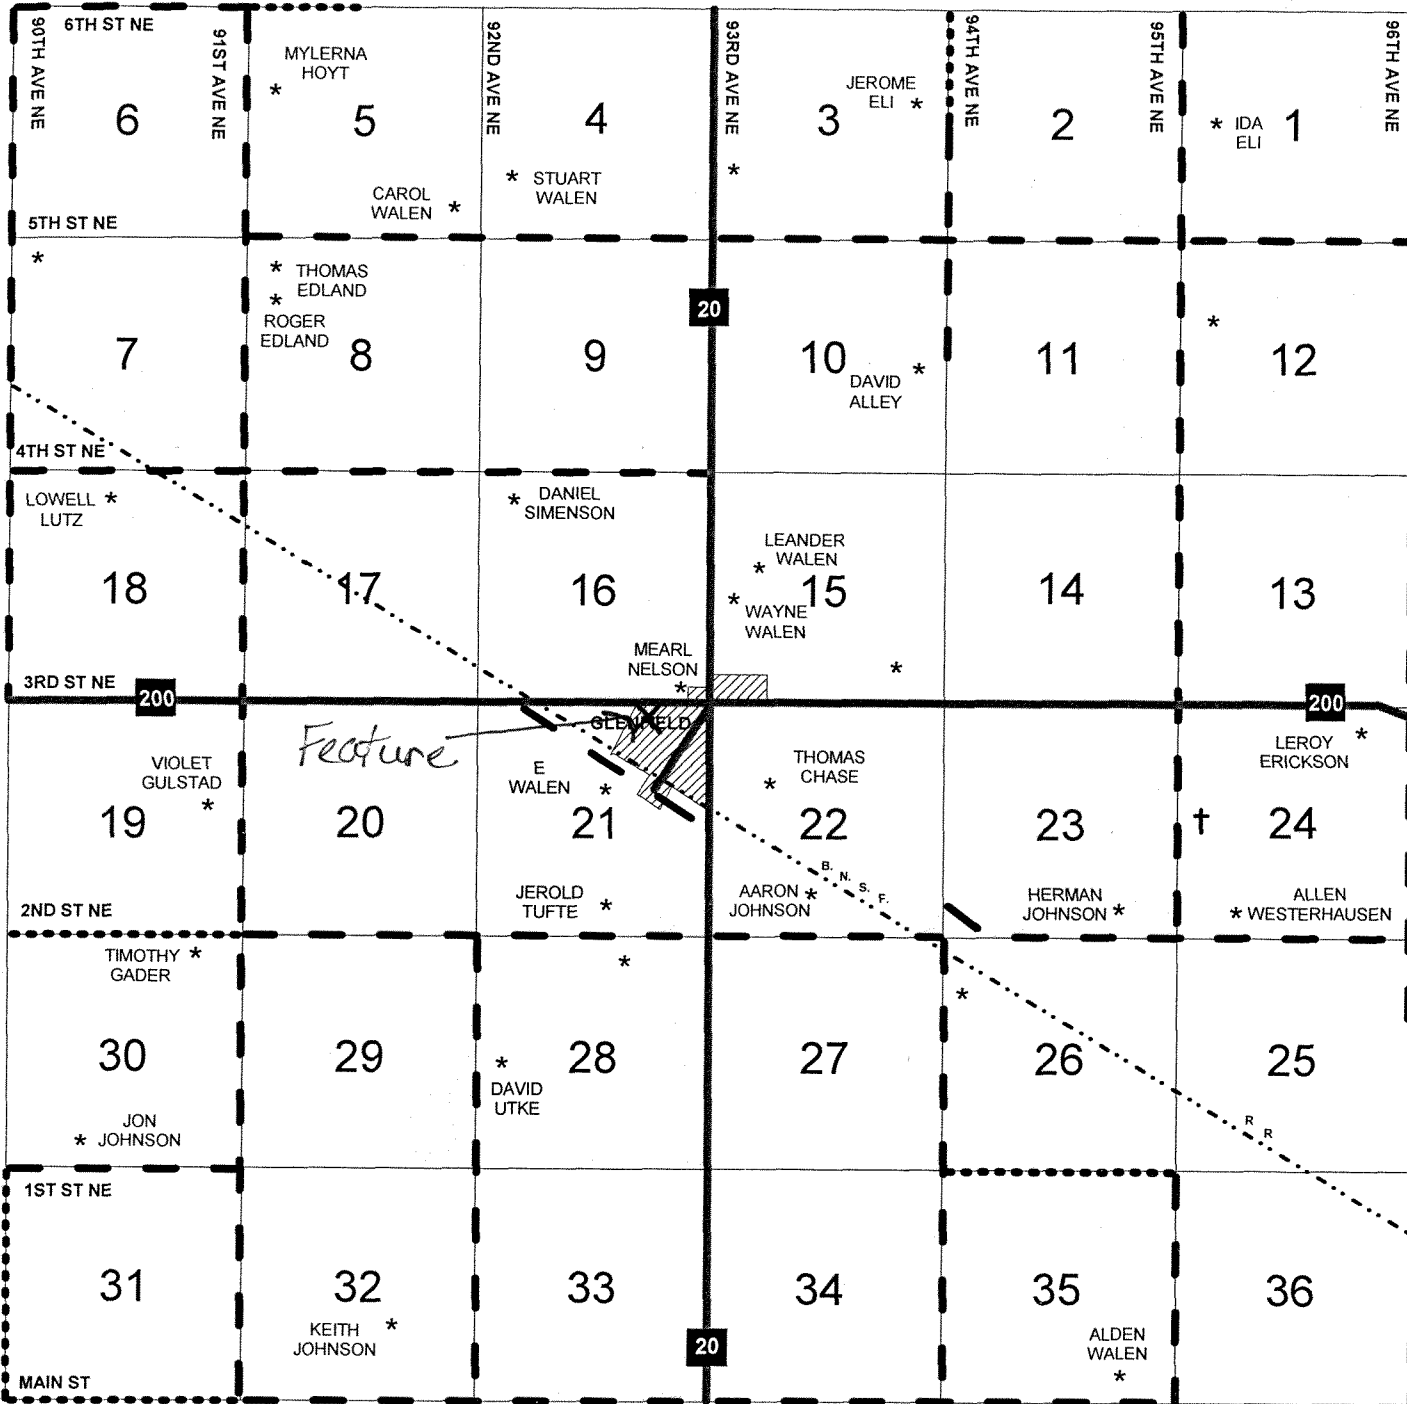 6TH ST NE
90TH AVE NE
91ST AVE NE
92ND AVE NE
93RD AVE NE
94TH AVE NE
95TH AVE NE
96TH AVE NE
MYLERNA
HOYT
JEROME
ELI
IDA
ELI
6
5
4
3
2
1
CAROL
WALEN
STUART
WALEN
5TH ST NE
THOMAS
EDLAND
ROGER
EDLAND
20
7
8
9
10
11
12
DAVID
ALLEY
4TH ST NE
LOWELL
LUTZ
DANIEL
SIMENSON
LEANDER
WALEN
WAYNE
WALEN
18
17
16
15
14
13
MEARL
NELSON
3RD ST NE
200
200
GLENFIELD
Feature
VIOLET
GULSTAD
E
WALEN
THOMAS
CHASE
LEROY
ERICKSON
19
20
21
22
23
24
B. N. S. F.
JEROLD
TUFTE
AARON
JOHNSON
HERMAN
JOHNSON
ALLEN
WESTERHAUSEN
2ND ST NE
TIMOTHY
GADER
30
29
28
27
26
25
DAVID
UTKE
JON
JOHNSON
R R
1ST ST NE
31
32
33
34
35
36
KEITH
JOHNSON
20
ALDEN
WALEN
MAIN ST